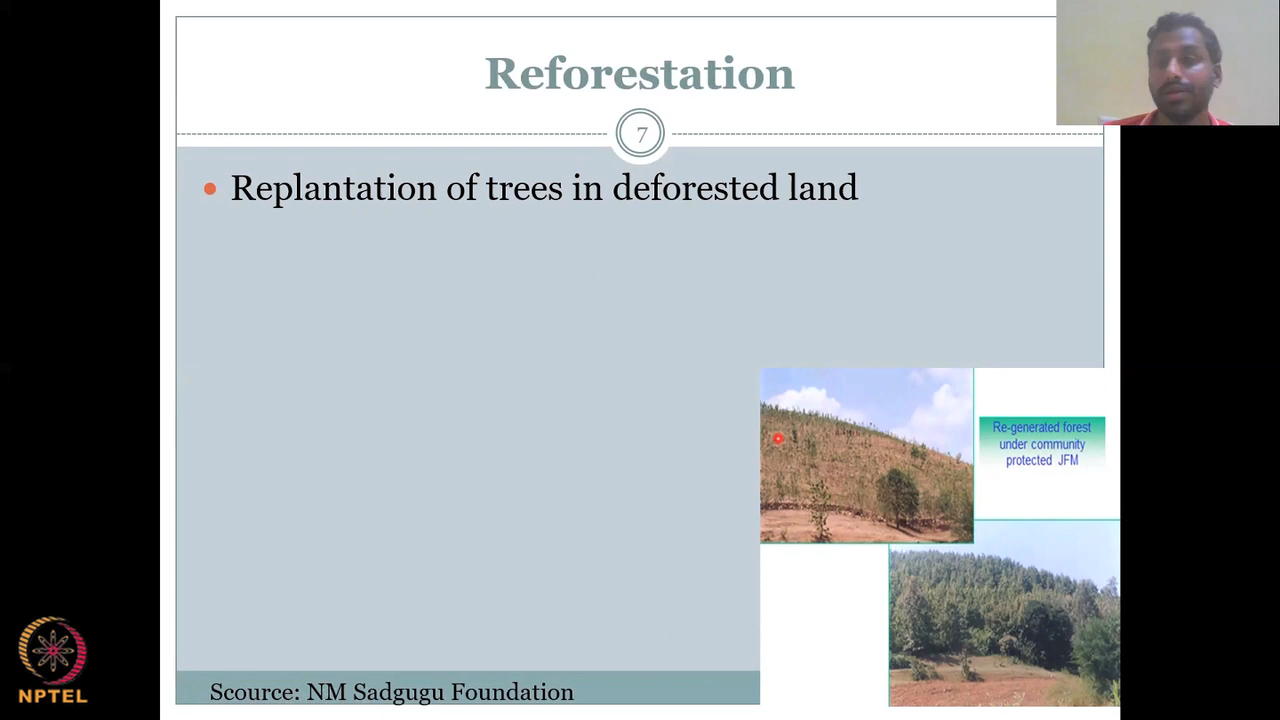 Reforestation
7
Replantation of trees in deforested land
Re-generated forest
under community
protected JFM
Scource: NM Sadgugu Foundation
NPTEL